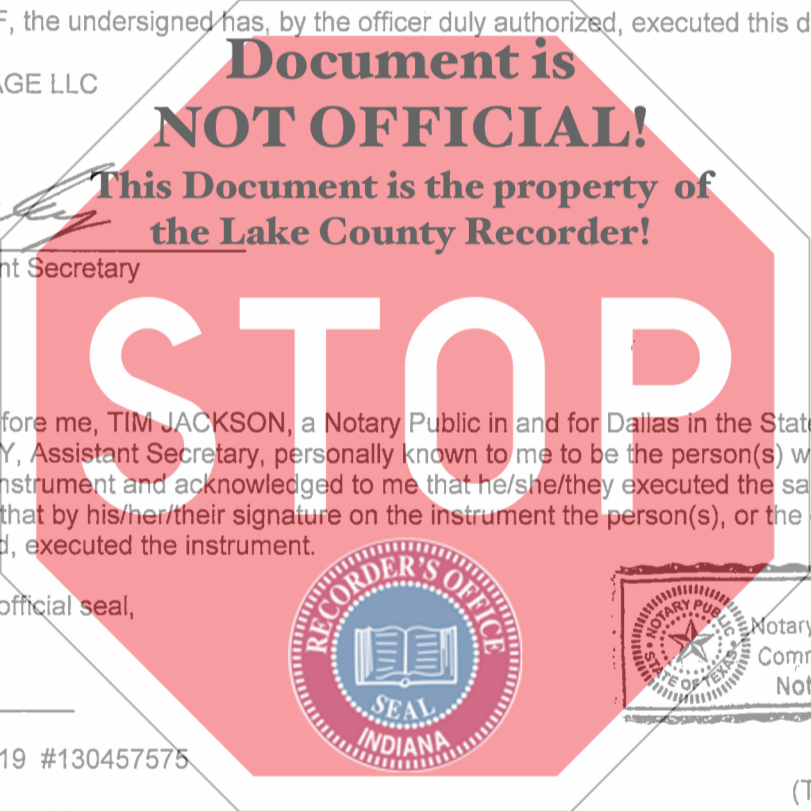 F, the undersigned has, by the officer duly authorized, executed this d
Document is
AGE LLC
NOT OFFICIAL!
This Document is the property of
the Lake County Recorder!
nt Secretary
STOP
fore me, TIM JACKSON, a Notary Public in and for Dallas in the State
Y, Assistant Secretary, personally known to me to be the person(s) w
nstrument and acknowledged to me that he/she/they executed the sa
that by his/her/their signature on the instrument the person(s), or the
d, executed the instrument.
official seal,
RECORDER'S OFFICE
SEAL
INDIANA
NOTARY PUBLIC
STATE OF TEXAS
Notary
Comm
Not
19 #130457575
(T